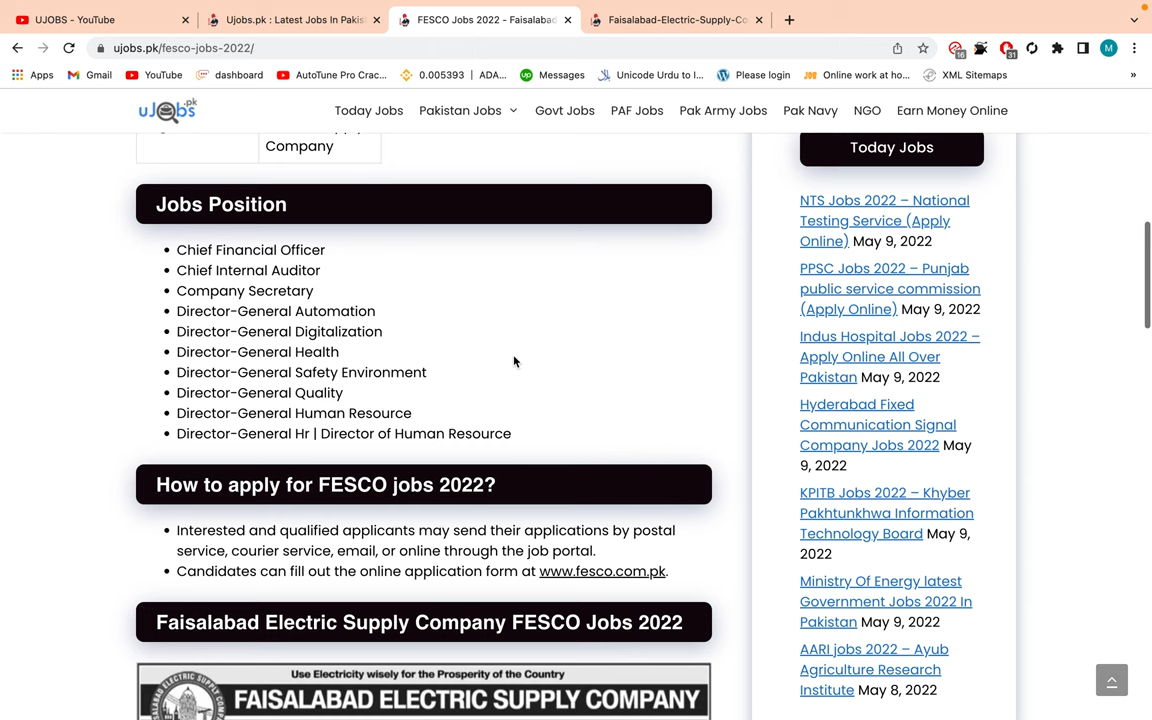 UJOBS - YouTube
Ujobs.pk : Latest Jobs In Pakis
FESCO Jobs 2022 - Faisalabad
Faisalabad-Electric-Supply-Co
ujobs.pk/fesco-jobs-2022/
16
31
M
Apps
Gmail
YouTube
dashboard
AutoTune Pro Crac...
0.005393 | ADA...
Messages
Unicode Urdu to I...
Please login
Online work at ho...
XML Sitemaps
»
uJobs.pk
Today Jobs
Pakistan Jobs
Govt Jobs
PAF Jobs
Pak Army Jobs
Pak Navy
NGO
Earn Money Online
Company
Jobs Position
Chief Financial Officer
Chief Internal Auditor
Company Secretary
Director-General Automation
Director-General Digitalization
Director-General Health
Director-General Safety Environment
Director-General Quality
Director-General Human Resource
Director-General Hr | Director of Human Resource
How to apply for FESCO jobs 2022?
Interested and qualified applicants may send their applications by postal
service, courier service, email, or online through the job portal.
Candidates can fill out the online application form at www.fesco.com.pk.
Faisalabad Electric Supply Company FESCO Jobs 2022
Use Electricity wisely for the Prosperity of the Country
FAISALABAD ELECTRIC SUPPLY COMPANY
Today Jobs
NTS Jobs 2022 – National
Testing Service (Apply
Online) May 9, 2022
PPSC Jobs 2022 – Punjab
public service commission
(Apply Online) May 9, 2022
Indus Hospital Jobs 2022 –
Apply Online All Over
Pakistan May 9, 2022
Hyderabad Fixed
Communication Signal
Company Jobs 2022 May
9, 2022
KPITB Jobs 2022 – Khyber
Pakhtunkhwa Information
Technology Board May 9,
2022
Ministry Of Energy latest
Government Jobs 2022 In
Pakistan May 9, 2022
AARI jobs 2022 – Ayub
Agriculture Research
Institute May 8, 2022